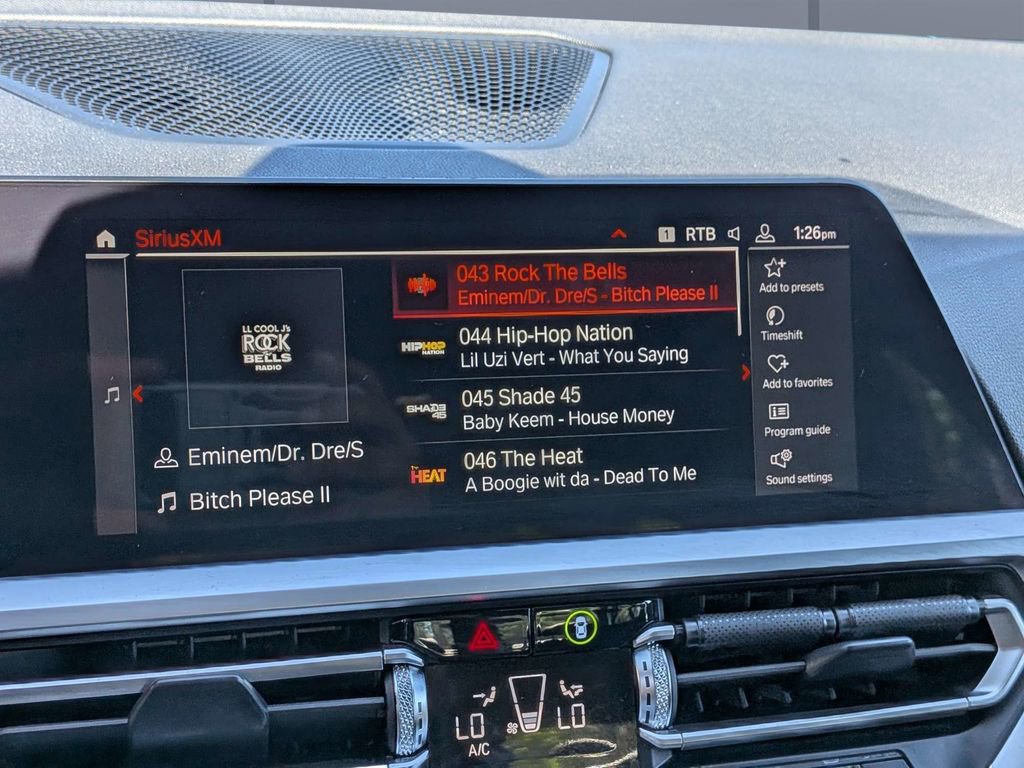 SiriusXM
1 RTB 1:26pm
LL COOL J's
ROCK
THE
BELLS
RADIO
Eminem/Dr. Dre/S
Bitch Please II
043 Rock The Bells
Eminem/Dr. Dre/S - Bitch Please II
HIPHOP
NATION
044 Hip-Hop Nation
Lil Uzi Vert - What You Saying
SHADE
45
045 Shade 45
Baby Keem - House Money
The
HEAT
046 The Heat
A Boogie wit da - Dead To Me
Add to presets
Timeshift
Add to favorites
Program guide
Sound settings
LO
LO
A/C